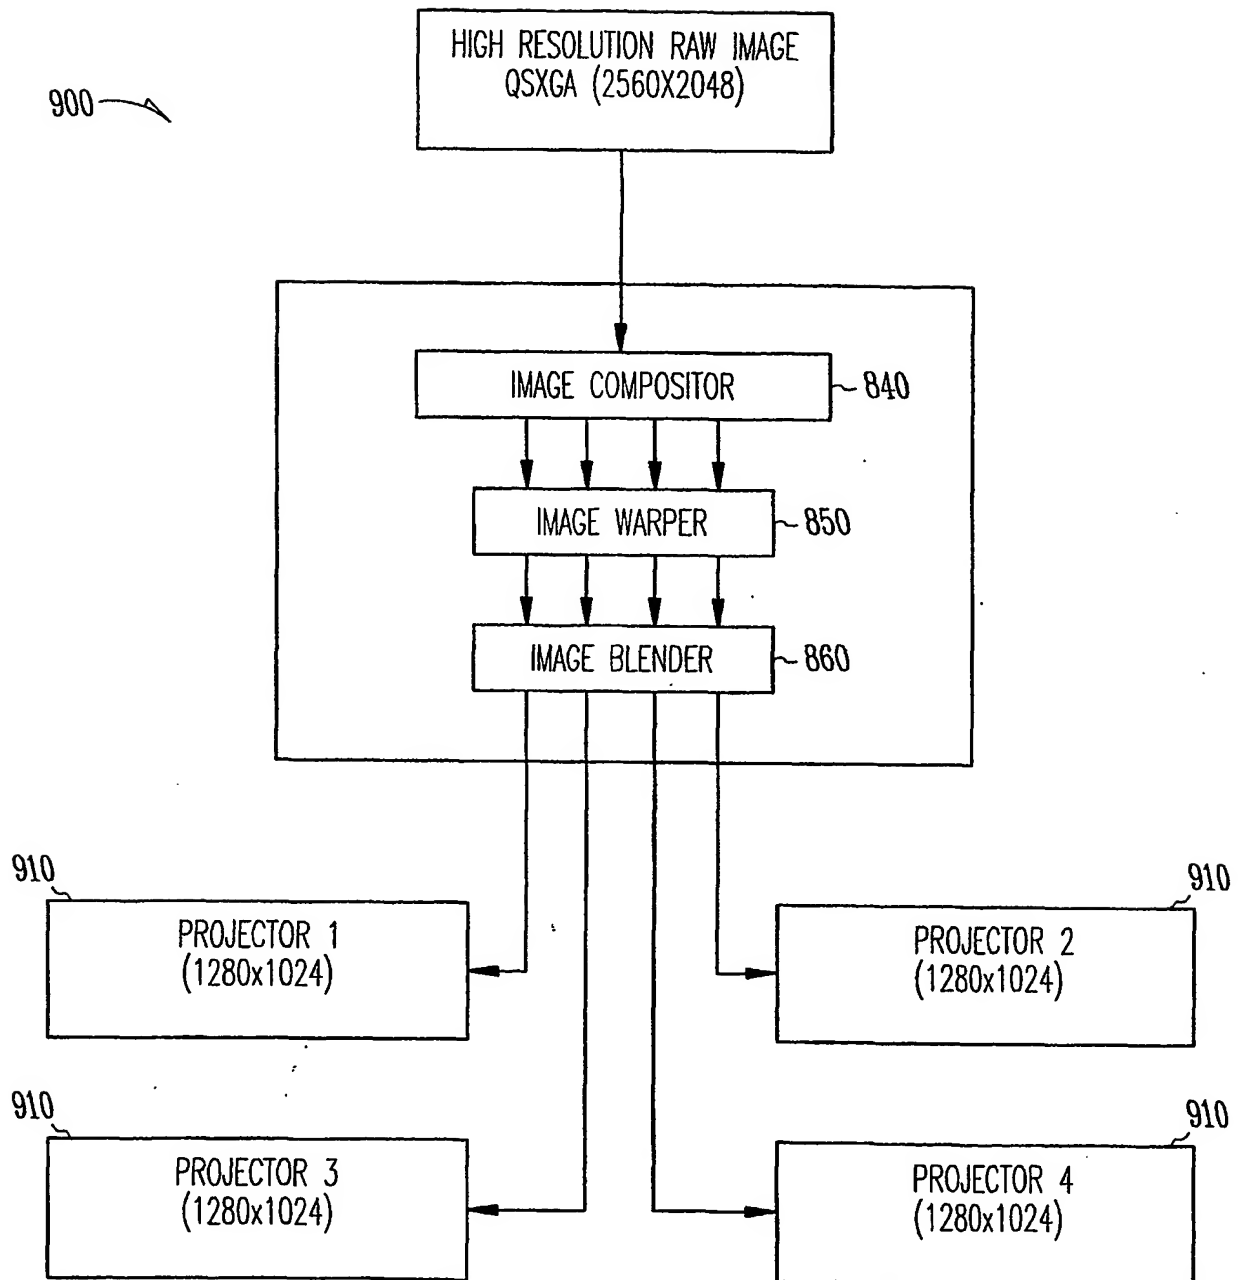 HIGH RESOLUTION RAW IMAGE
QSXGA (2560X2048)
900
IMAGE COMPOSITOR
840
IMAGE WARPER
850
IMAGE BLENDER
860
910
PROJECTOR 1
(1280x1024)
910
PROJECTOR 2
(1280x1024)
910
PROJECTOR 3
(1280x1024)
910
PROJECTOR 4
(1280x1024)